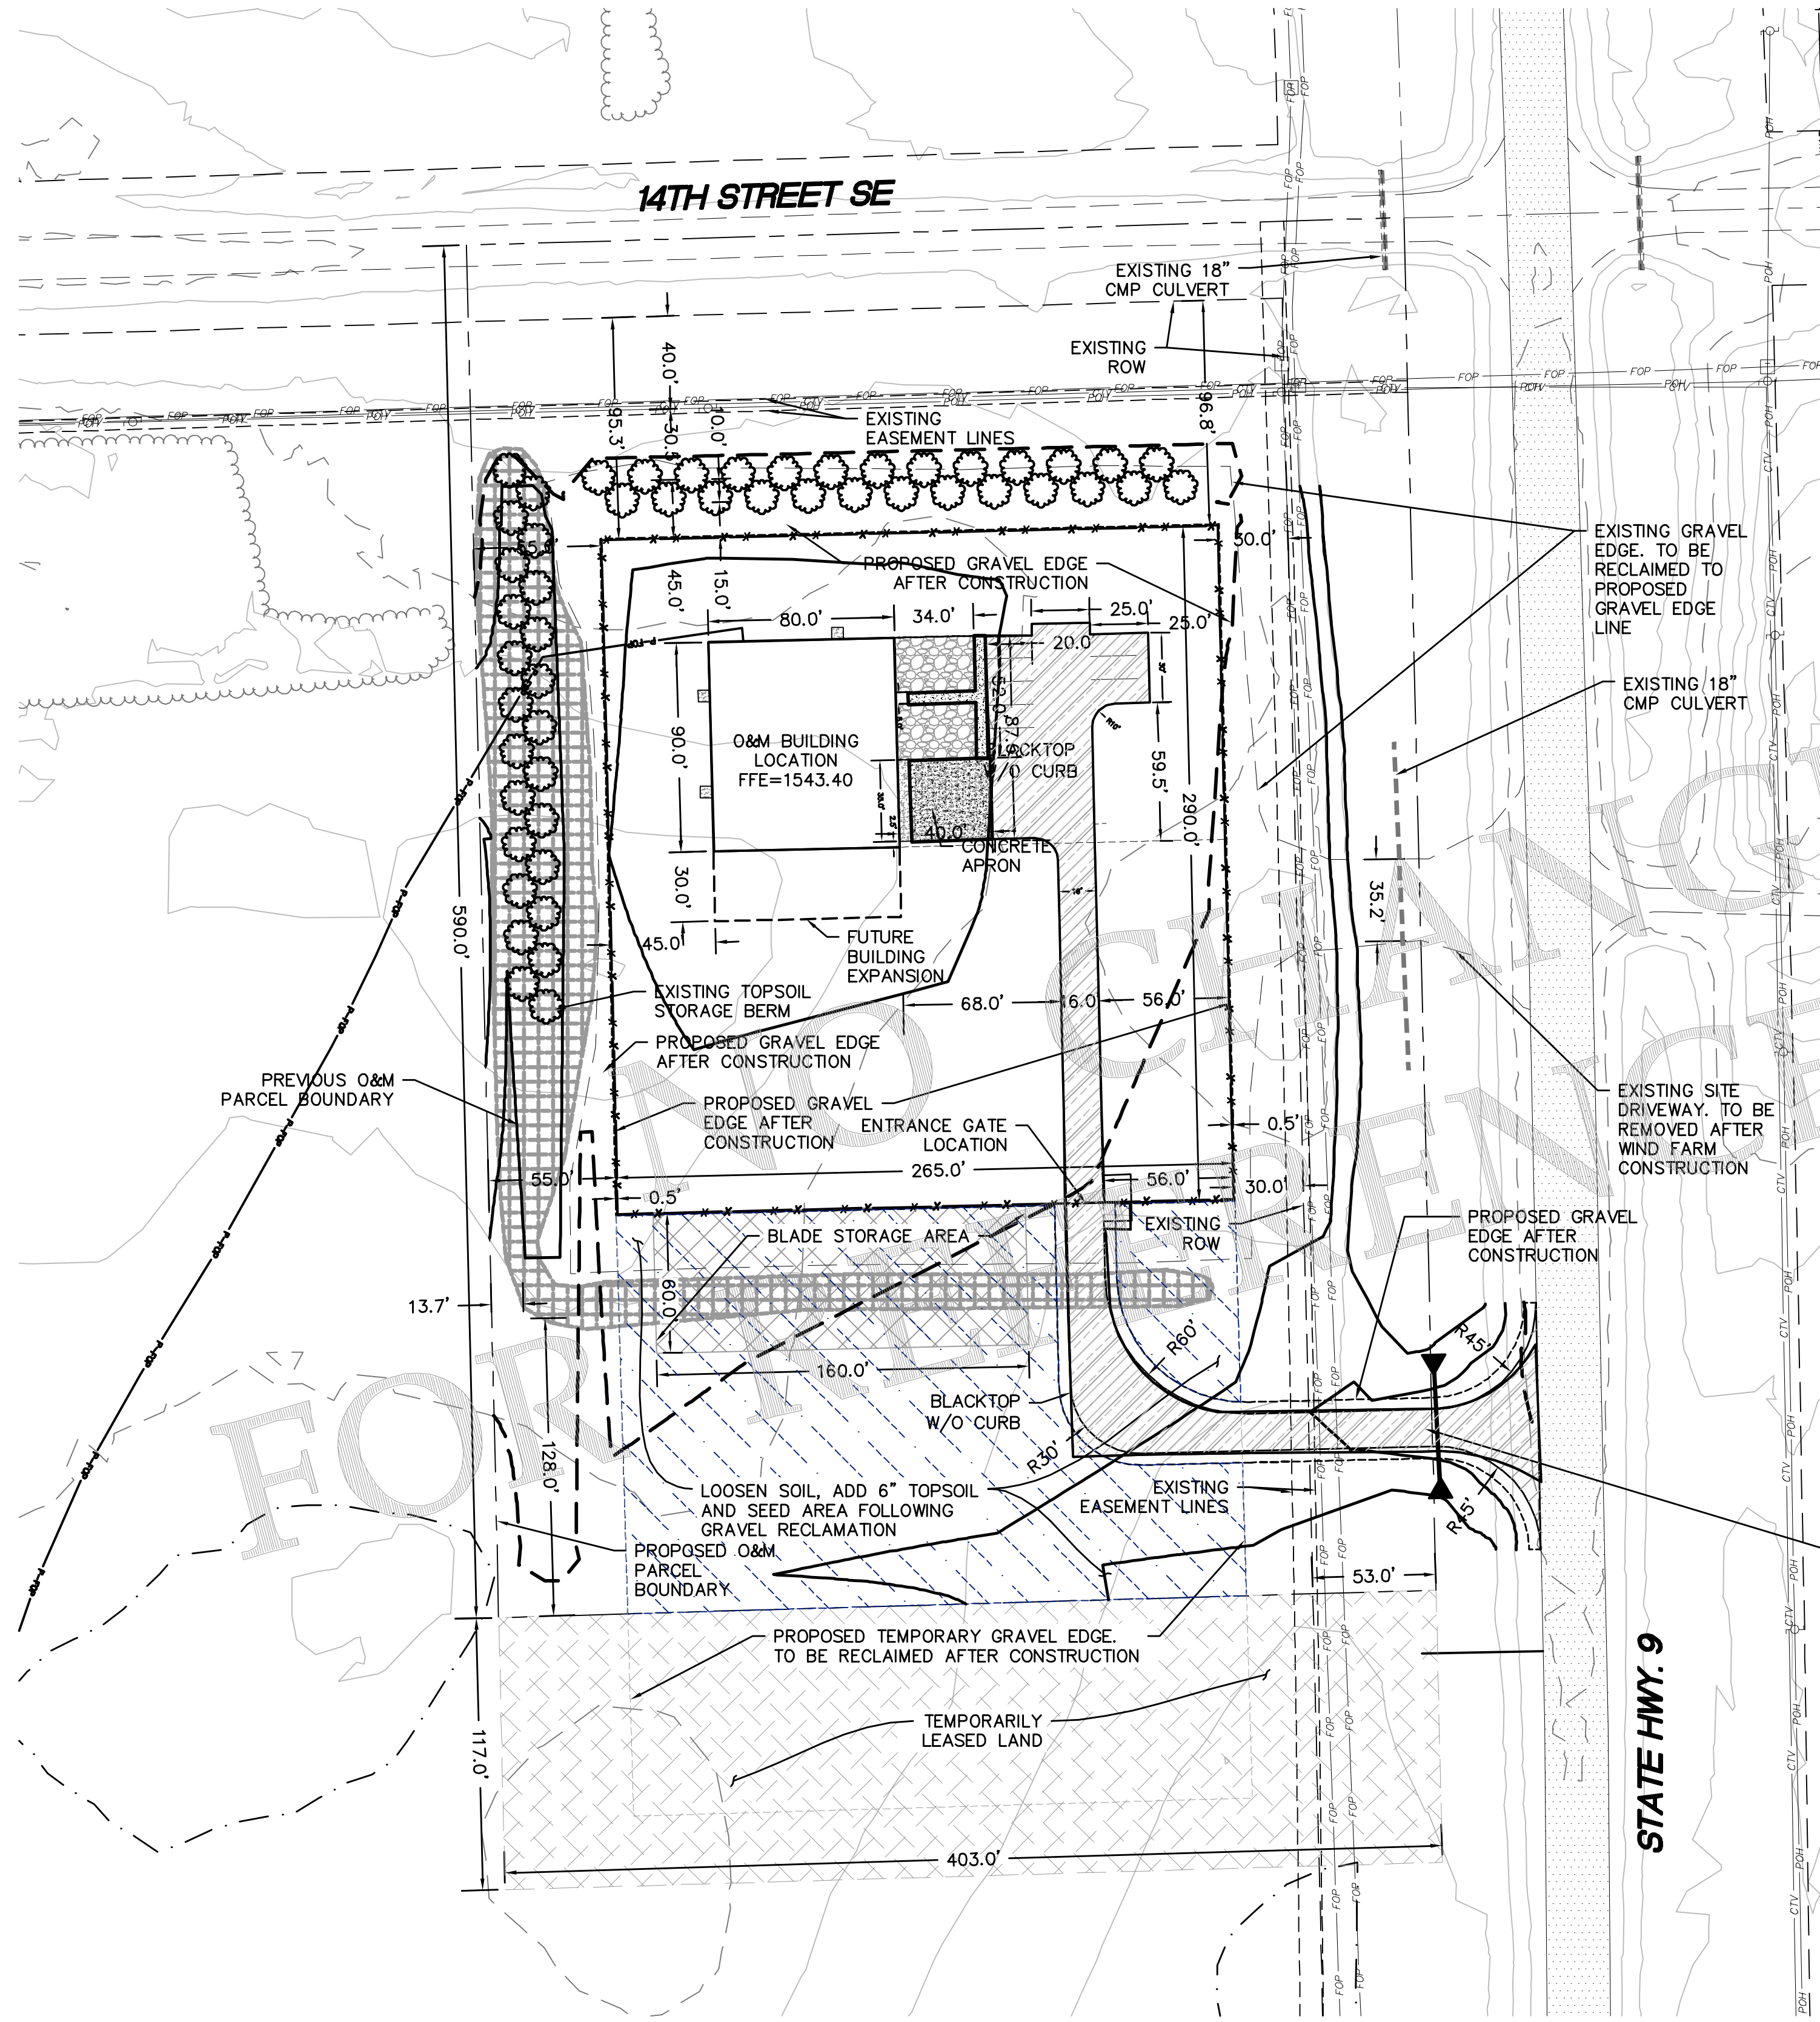 14TH STREET SE
EXISTING 18"
CMP CULVERT
EXISTING
ROW
40.0'
95.3'
10.0'
96.8'
EXISTING
EASEMENT LINES
EXISTING GRAVEL
EDGE. TO BE
RECLAIMED TO
PROPOSED
GRAVEL EDGE
LINE
PROPOSED GRAVEL EDGE
AFTER CONSTRUCTION
45.0'
15.0'
80.0'
34.0'
25.0'
25.0'
20.0
P-FOP
EXISTING 18"
CMP CULVERT
90.0'
O&M BUILDING
LOCATION
FFE=1543.40
BLACKTOP
W/O CURB
R10'
59.5'
290.0'
40.0'
CONCRETE
APRON
30.0'
35.2'
590.0'
45.0'
FUTURE
BUILDING
EXPANSION
EXISTING TOPSOIL
STORAGE BERM
68.0'
16.0'
56.0'
PROPOSED GRAVEL EDGE
AFTER CONSTRUCTION
PREVIOUS O&M
PARCEL BOUNDARY
PROPOSED GRAVEL
EDGE AFTER
CONSTRUCTION
ENTRANCE GATE
LOCATION
0.5'
EXISTING SITE
DRIVEWAY. TO BE
REMOVED AFTER
WIND FARM
CONSTRUCTION
NO CHANG
265.0'
55.0'
0.5'
56.0'
30.0'
BLADE STORAGE AREA
EXISTING
ROW
PROPOSED GRAVEL
EDGE AFTER
CONSTRUCTION
60.0'
13.7'
R60'
R45'
160.0'
FOR REFERENCE
BLACKTOP
W/O CURB
128.0'
R30'
LOOSEN SOIL, ADD 6" TOPSOIL
AND SEED AREA FOLLOWING
GRAVEL RECLAMATION
EXISTING
EASEMENT LINES
R45'
PROPOSED O&M
PARCEL
BOUNDARY
53.0'
PROPOSED TEMPORARY GRAVEL EDGE.
TO BE RECLAIMED AFTER CONSTRUCTION
TEMPORARILY
LEASED LAND
117.0'
403.0'
STATE HWY. 9
FOP
POH
CTV